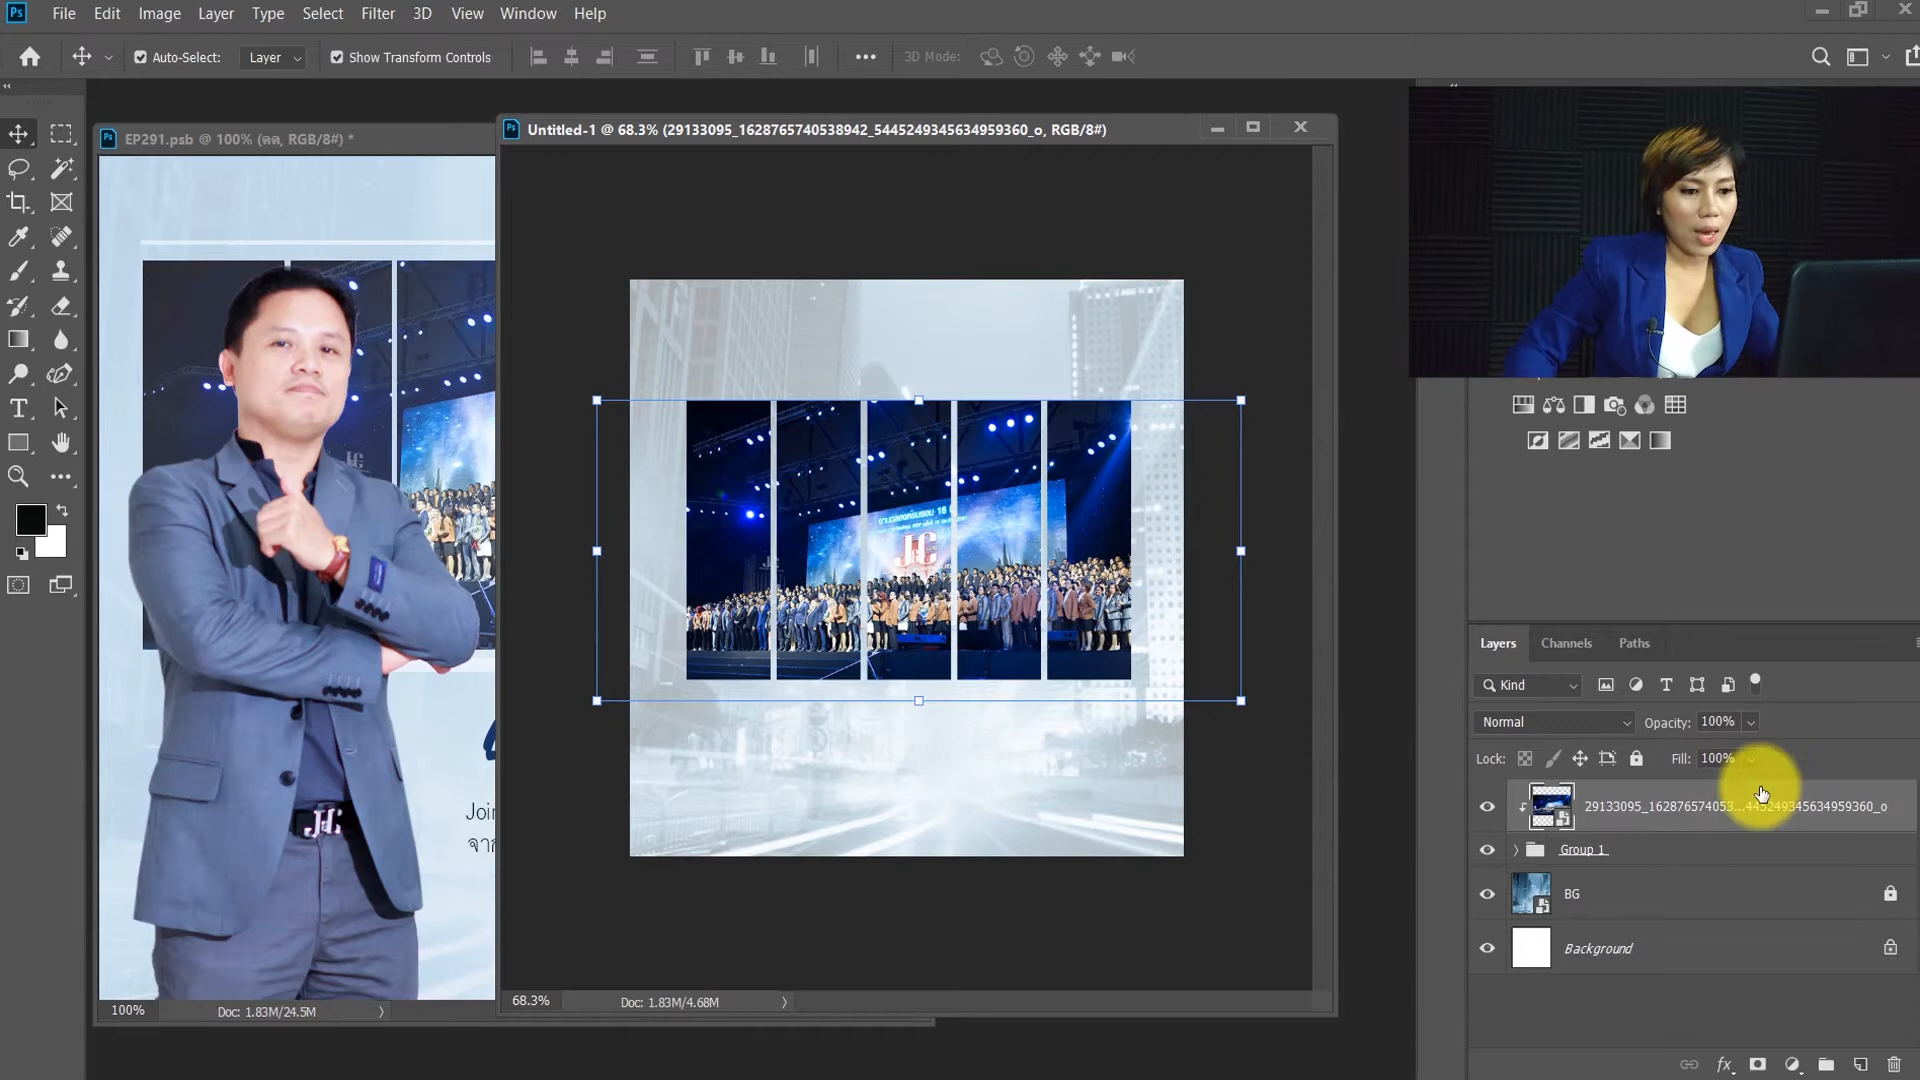 Ps File Edit Image Layer Type Select Filter 3D View Window Help
Auto-Select: Layer Show Transform Controls 3D Mode:
EP291.psb @ 100% (คค, RGB/8#) *
Untitled-1 @ 68.3% (29133095_1628765740538942_5445249345634959360_o, RGB/8#)
J&C
Layers Channels Paths
Kind
Normal Opacity: 100%
Lock: Fill: 100%
29133095_162876574053...445249345634959360_o
Group 1
BG
Background
Join
จาก
100% Doc: 1.83M/24.5M
68.3% Doc: 1.83M/4.68M
fx